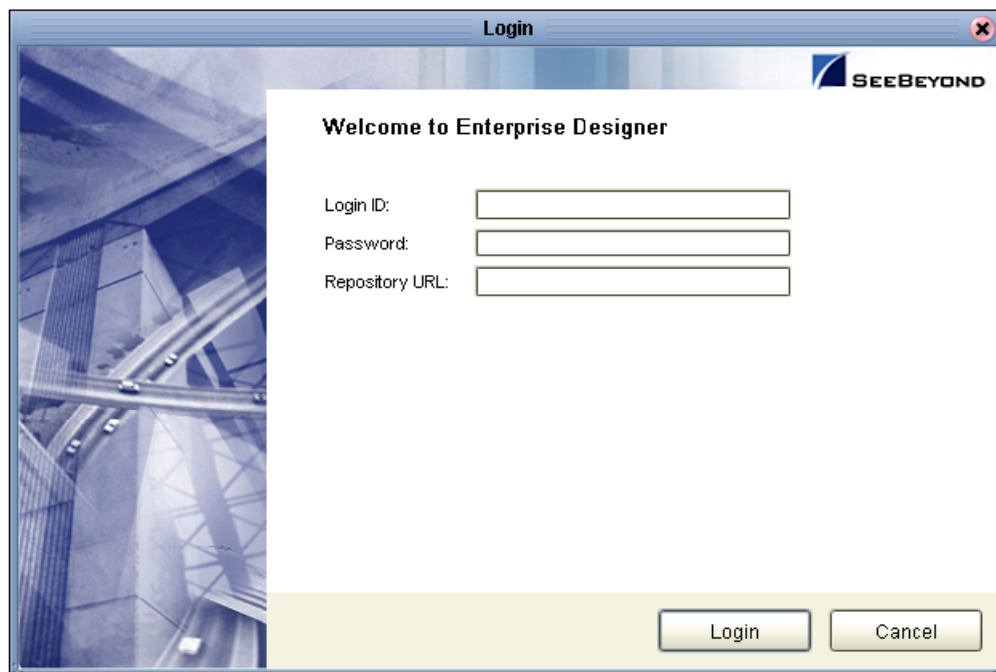 Login
SEEBEYOND
Welcome to Enterprise Designer
Login ID:
Password:
Repository URL:
Login
Cancel